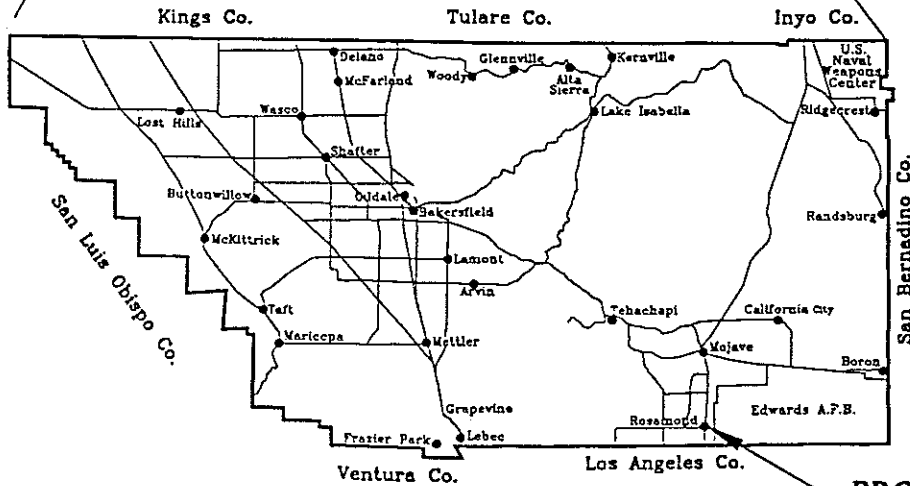 Kings Co.
Tulare Co.
Inyo Co.
U.S.
Naval
Weapons
Center
Delano
Glennville
Kernville
Woody
Alta
Sierra
McFarland
Wasco
Lost Hills
Lake Isabella
Ridgecrest
Shafter
Buttonwillow
Oildale
Bakersfield
Randsburg
San Bernadino Co.
San Luis Obispo Co.
McKittrick
Lamont
Arvin
Taft
Tehachapi
California City
Maricopa
Mettler
Mojave
Boron
Grapevine
Edwards A.F.B.
Rosamond
Frazier Park
Lebec
Ventura Co.
Los Angeles Co.